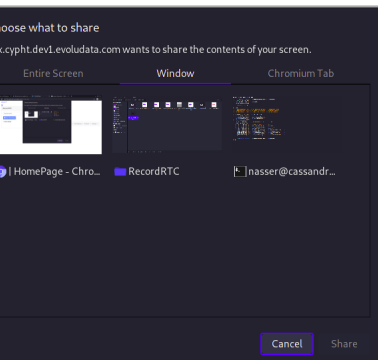 oose what to share
x.cypht.dev1.evoludata.com wants to share the contents of your screen.
Entire Screen
Window
Chromium Tab
| HomePage - Chro...
RecordRTC
nasser@cassandr...
Cancel
Share